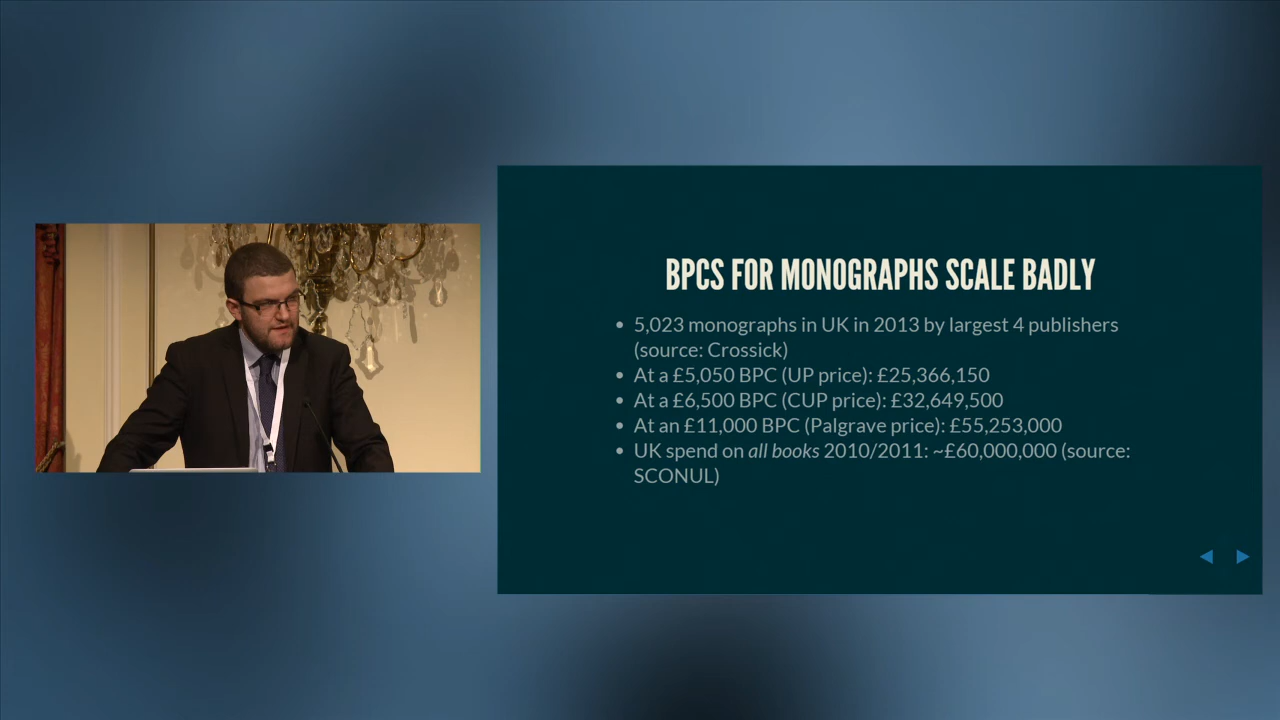 BPCS FOR MONOGRAPHS SCALE BADLY
• 5,023 monographs in UK in 2013 by largest 4 publishers
(source: Crossick)
• At a £5,050 BPC (UP price): £25,366,150
• At a £6,500 BPC (CUP price): £32,649,500
• At an £11,000 BPC (Palgrave price): £55,253,000
• UK spend on all books 2010/2011: ~£60,000,000 (source:
SCONUL)